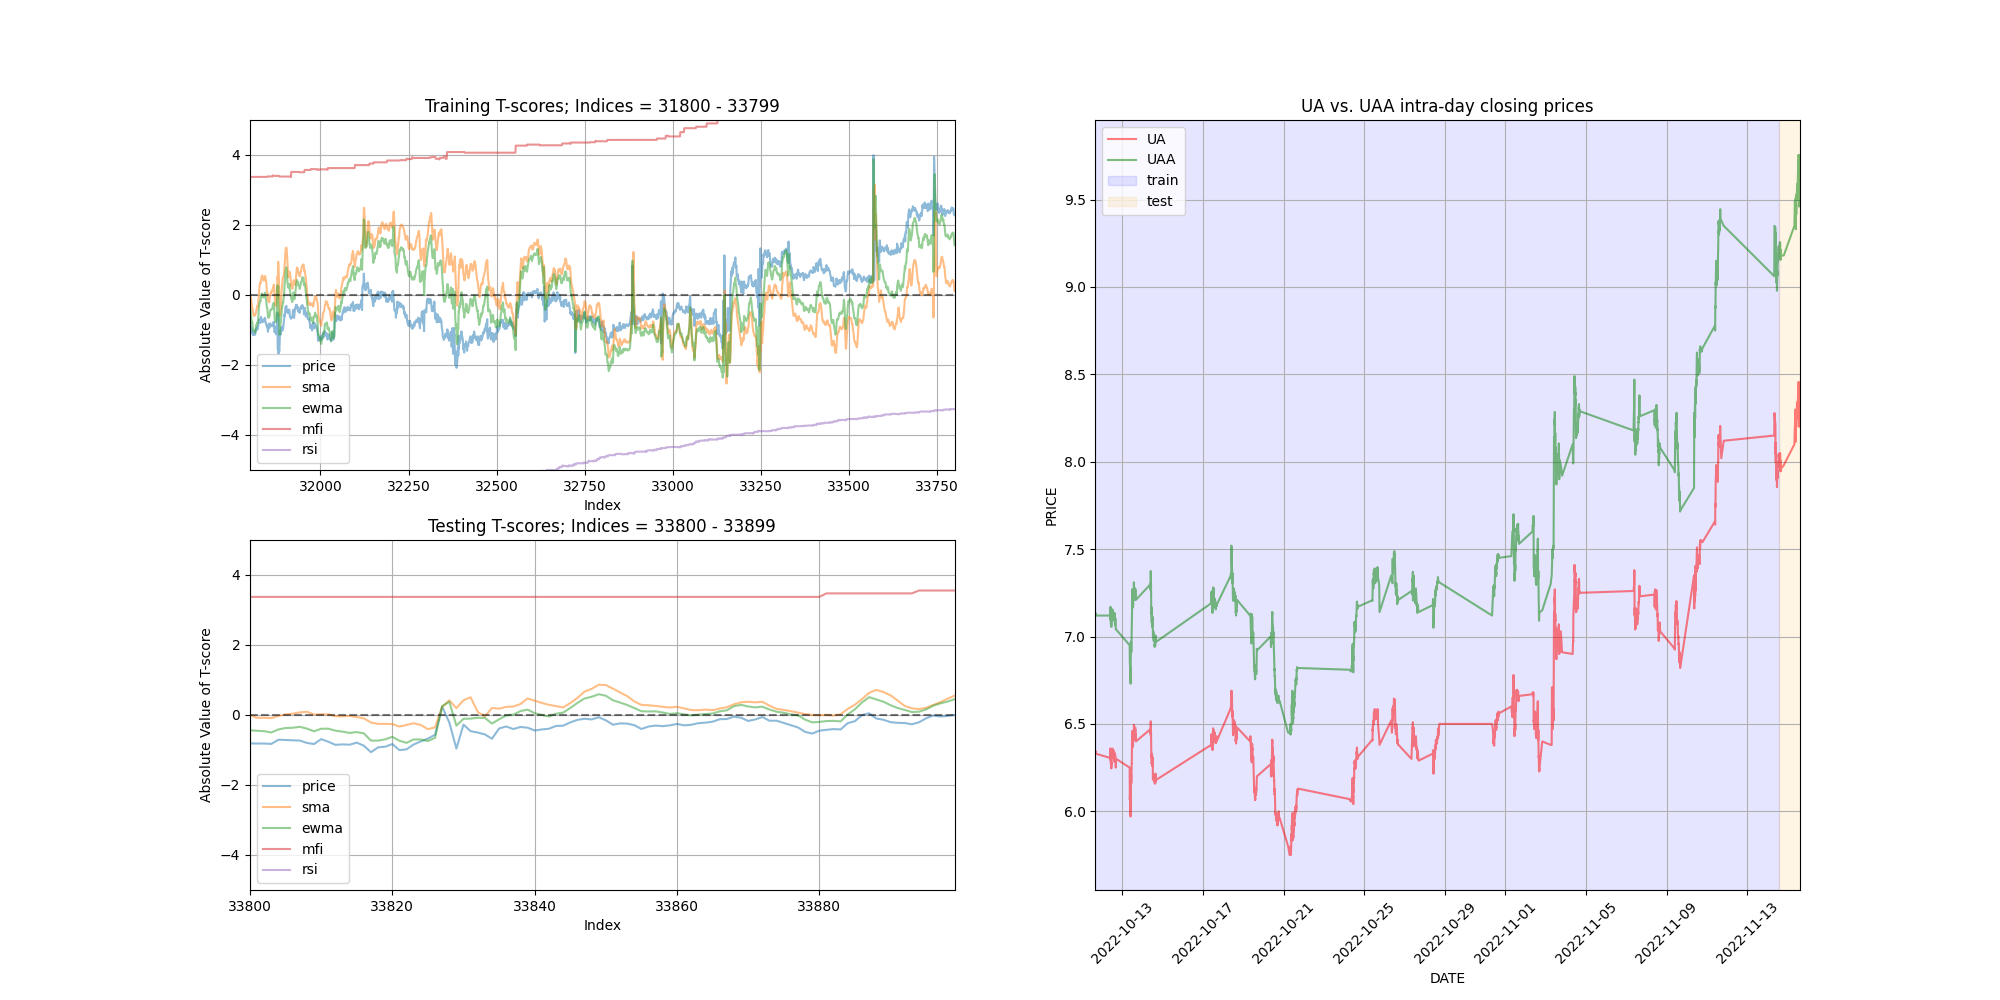 Training T-scores; Indices = 31800 - 33799
Absolute Value of T-score
4
2
0
−2
−4
price
sma
ewma
mfi
rsi
32000 32250 32500 32750 33000 33250 33500 33750
Index
Testing T-scores; Indices = 33800 - 33899
Absolute Value of T-score
4
2
0
−2
−4
price
sma
ewma
mfi
rsi
33800 33820 33840 33860 33880
Index
UA vs. UAA intra-day closing prices
UA
UAA
train
test
PRICE
9.5
9.0
8.5
8.0
7.5
7.0
6.5
6.0
2022-10-13 2022-10-17 2022-10-21 2022-10-25 2022-10-29 2022-11-01 2022-11-05 2022-11-09 2022-11-13
DATE